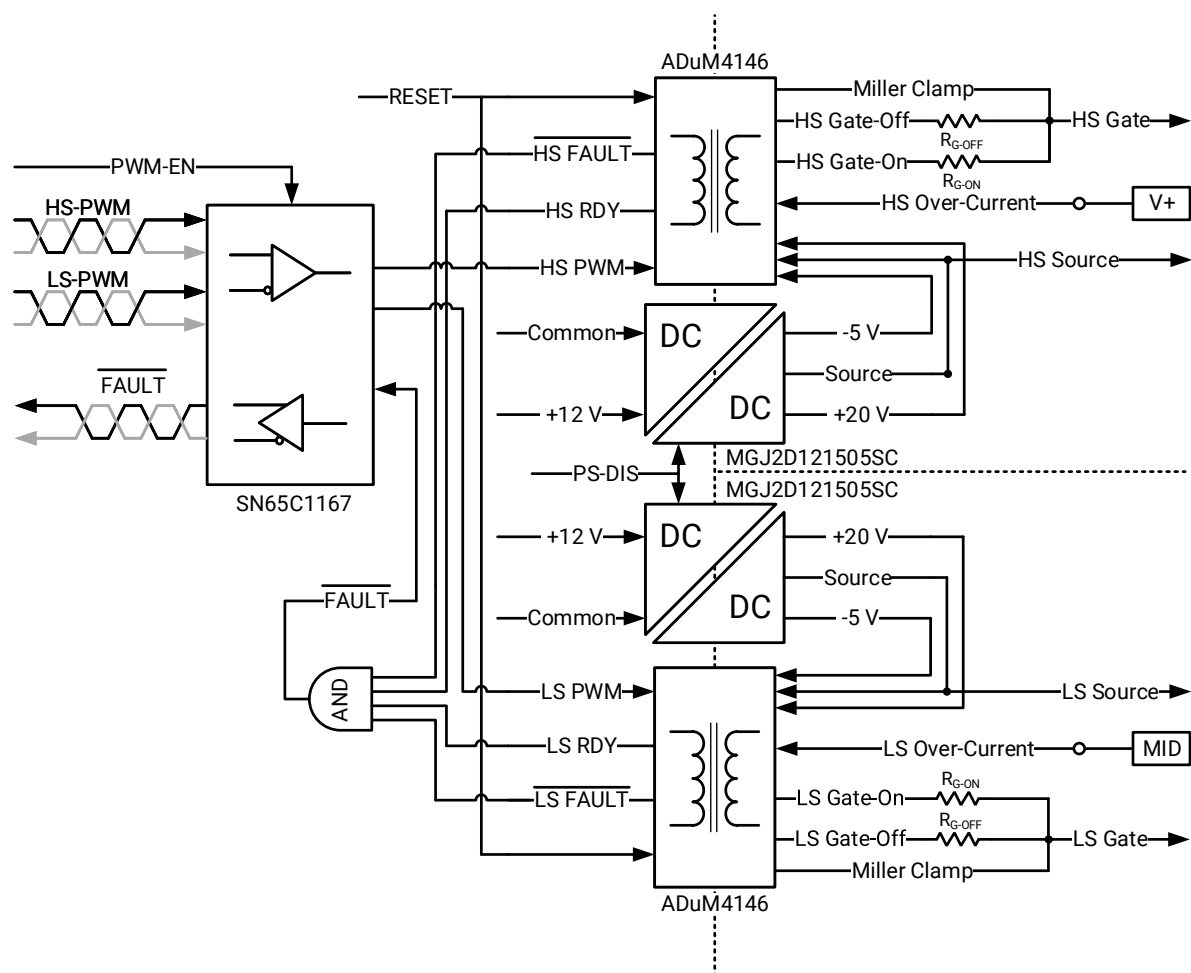 ADuM4146
RESET
Miller Clamp
HS Gate-Off
R_G-OFF
HS Gate
HS FAULT
PWM-EN
HS Gate-On
R_G-ON
HS-PWM
HS RDY
HS Over-Current
V+
HS PWM
HS Source
LS-PWM
Common
DC
-5 V
FAULT
Source
DC
+12 V
+20 V
MGJ2D121505SC
PS-DIS
MGJ2D121505SC
SN65C1167
+12 V
DC
+20 V
Source
FAULT
Common
DC
-5 V
AND
LS PWM
LS Source
LS RDY
LS Over-Current
MID
LS FAULT
LS Gate-On
R_G-ON
LS Gate-Off
R_G-OFF
LS Gate
Miller Clamp
ADuM4146